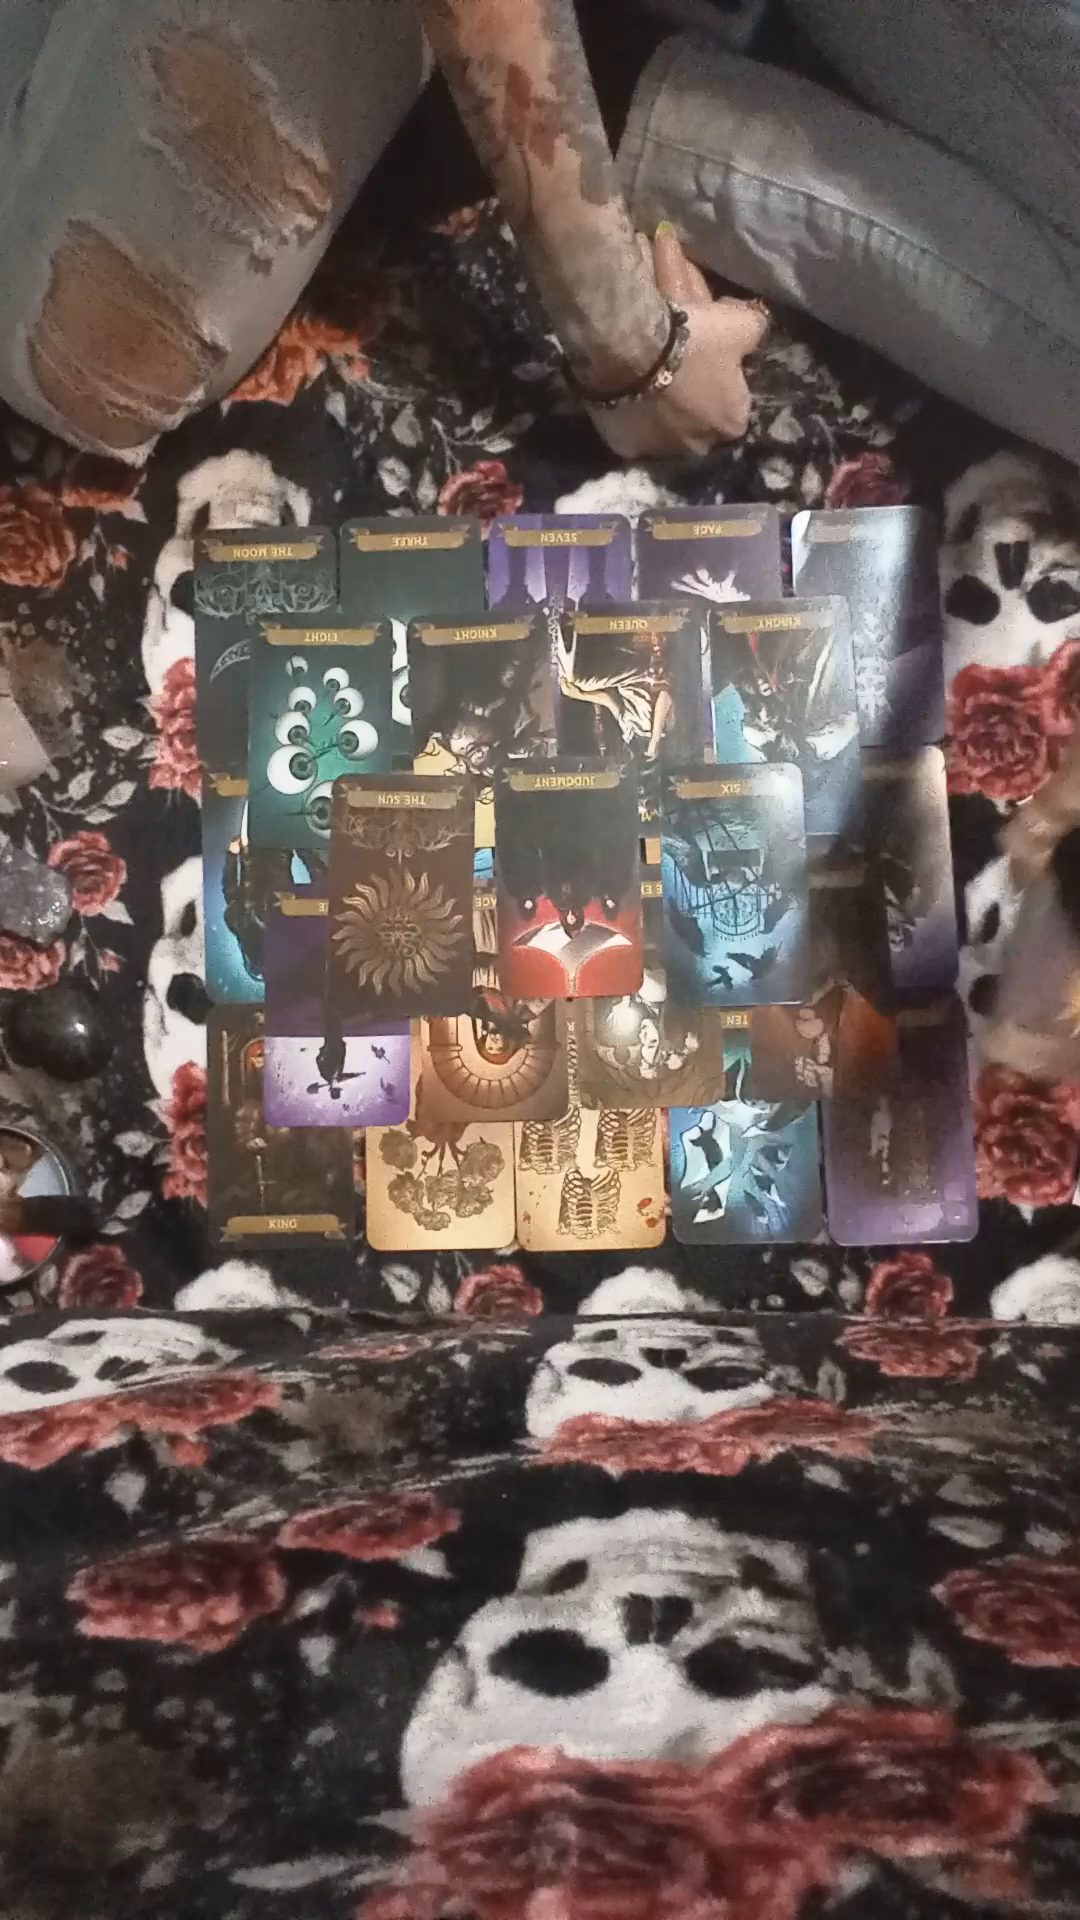 THE MOON
THREE
SEVEN
PAGE
EIGHT
KNIGHT
QUEEN
KNIGHT
THE SUN
JUDGMENT
SIX
TEN
KING